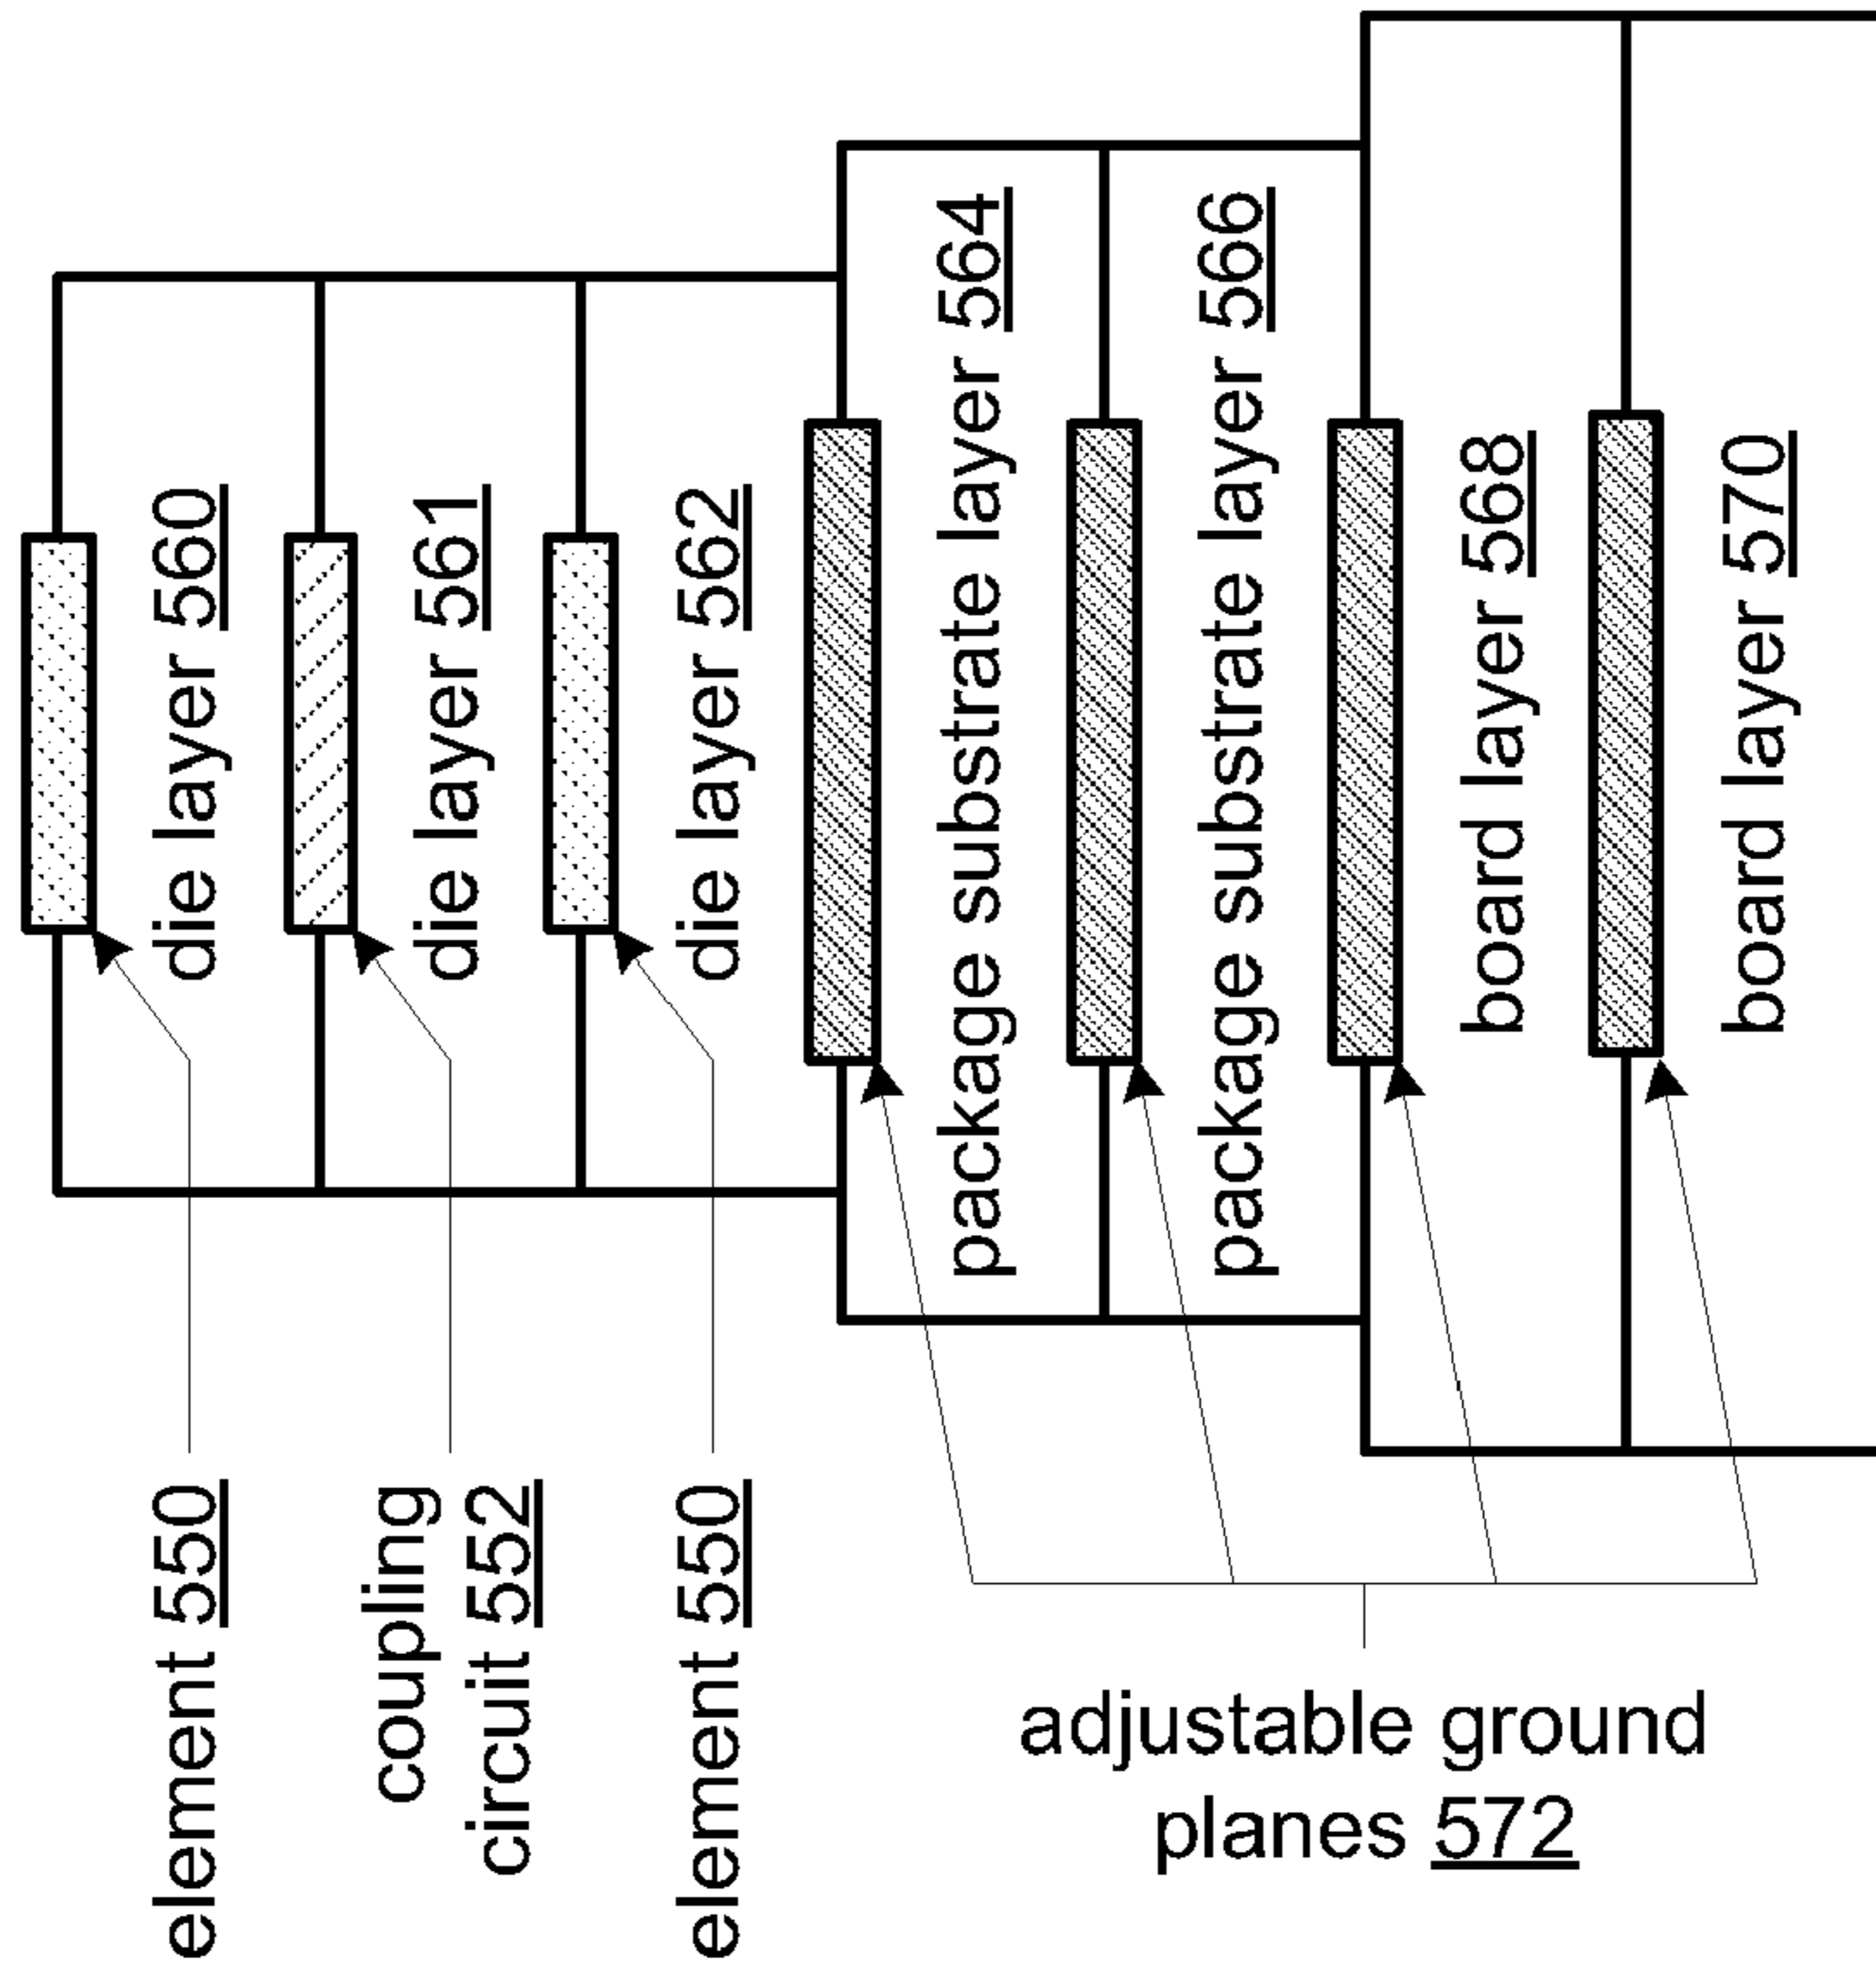 element 550
coupling
circuit 552
element 550
die layer 560
die layer 561
die layer 562
package substrate layer 564
package substrate layer 566
board layer 568
board layer 570
adjustable ground
planes 572